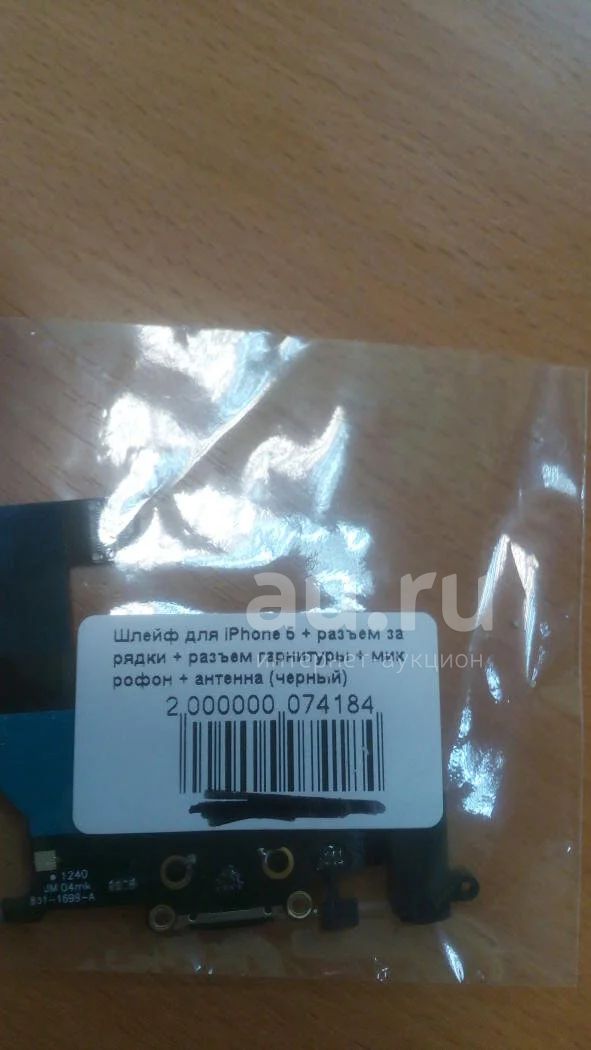 au.ru
интернет-аукцион
Шлейф для iPhone 5 + разъем за
рядки + разъем гарнитуры + мик
рофон + антенна (черный)
2 000000 074184
1240
JM 04mk
821-1699-A